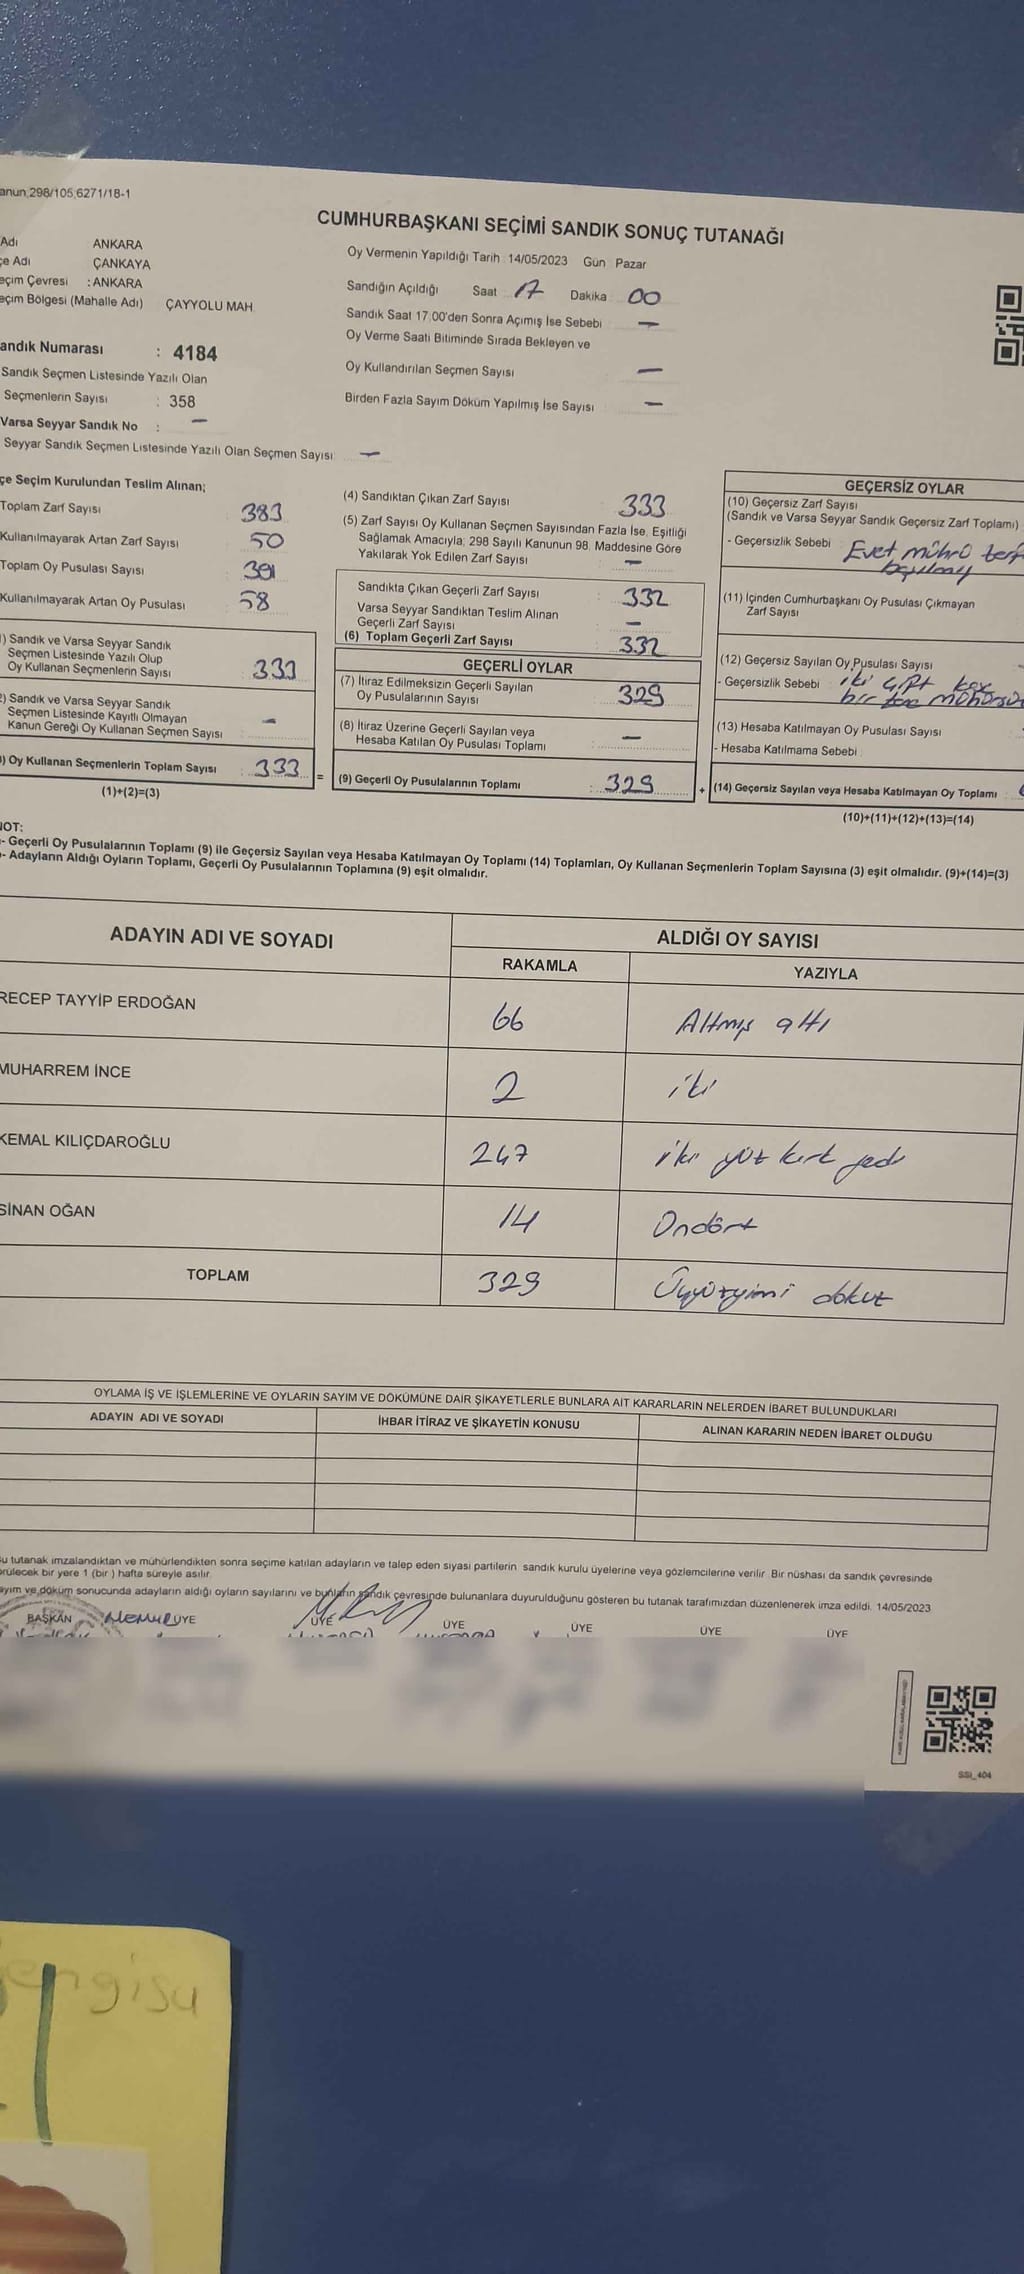 anun;298/105;6271/18-1
CUMHURBAŞKANI SEÇİMİ SANDIK SONUÇ TUTANAĞI
Adı ANKARA
çe Adı ÇANKAYA
eçim Çevresi : ANKARA
eçim Bölgesi (Mahalle Adı) ÇAYYOLU MAH
Oy Vermenin Yapıldığı Tarih 14/05/2023 Gün Pazar
Sandığın Açıldığı Saat 17 Dakika 00
Sandık Saat 17:00'den Sonra Açımış İse Sebebi —
Oy Verme Saati Bitiminde Sırada Bekleyen ve
Oy Kullandırılan Seçmen Sayısı —
Birden Fazla Sayım Döküm Yapılmış İse Sayısı —
andık Numarası : 4184
Sandık Seçmen Listesinde Yazılı Olan
Seçmenlerin Sayısı : 358
Varsa Seyyar Sandık No : —
Seyyar Sandık Seçmen Listesinde Yazılı Olan Seçmen Sayısı —
çe Seçim Kurulundan Teslim Alınan;
Toplam Zarf Sayısı 383
Kullanılmayarak Artan Zarf Sayısı 50
Toplam Oy Pusulası Sayısı 391
Kullanılmayarak Artan Oy Pusulası 58
) Sandık ve Varsa Seyyar Sandık
Seçmen Listesinde Yazılı Olup
Oy Kullanan Seçmenlerin Sayısı 333
2) Sandık ve Varsa Seyyar Sandık
Seçmen Listesinde Kayıtlı Olmayan
Kanun Gereği Oy Kullanan Seçmen Sayısı —
) Oy Kullanan Seçmenlerin Toplam Sayısı 333 =
(1)+(2)=(3)
(4) Sandıktan Çıkan Zarf Sayısı 333
(5) Zarf Sayısı Oy Kullanan Seçmen Sayısından Fazla İse, Eşitliği
Sağlamak Amacıyla; 298 Sayılı Kanunun 98. Maddesine Göre
Yakılarak Yok Edilen Zarf Sayısı —
Sandıkta Çıkan Geçerli Zarf Sayısı 332
Varsa Seyyar Sandıktan Teslim Alınan
Geçerli Zarf Sayısı —
(6) Toplam Geçerli Zarf Sayısı 332
GEÇERLİ OYLAR
(7) İtiraz Edilmeksizin Geçerli Sayılan
Oy Pusulalarının Sayısı 329
(8) İtiraz Üzerine Geçerli Sayılan veya
Hesaba Katılan Oy Pusulası Toplamı —
(9) Geçerli Oy Pusulalarının Toplamı 329 +
GEÇERSİZ OYLAR
(10) Geçersiz Zarf Sayısı
(Sandık ve Varsa Seyyar Sandık Geçersiz Zarf Toplamı)
- Geçersizlik Sebebi Evet mührü
(11) İçinden Cumhurbaşkanı Oy Pusulası Çıkmayan
Zarf Sayısı
(12) Geçersiz Sayılan Oy Pusulası Sayısı
- Geçersizlik Sebebi iki çift
bir
(13) Hesaba Katılmayan Oy Pusulası Sayısı
- Hesaba Katılmama Sebebi
(14) Geçersiz Sayılan veya Hesaba Katılmayan Oy Toplamı
(10)+(11)+(12)+(13)=(14)
NOT:
- Geçerli Oy Pusulalarının Toplamı (9) ile Geçersiz Sayılan veya Hesaba Katılmayan Oy Toplamı (14) Toplamları, Oy Kullanan Seçmenlerin Toplam Sayısına (3) eşit olmalıdır. (9)+(14)=(3)
- Adayların Aldığı Oyların Toplamı, Geçerli Oy Pusulalarının Toplamına (9) eşit olmalıdır.
ADAYIN ADI VE SOYADI ALDIĞI OY SAYISI
RAKAMLA YAZIYLA
RECEP TAYYİP ERDOĞAN 66 Altmış altı
MUHARREM İNCE 2 iki
KEMAL KILIÇDAROĞLU 247 iki yüz kırk yedi
SİNAN OĞAN 14 Ondört
TOPLAM 329 Üçyüzyirmi dokuz
OYLAMA İŞ VE İŞLEMLERİNE VE OYLARIN SAYIM VE DÖKÜMÜNE DAİR ŞİKAYETLERLE BUNLARA AİT KARARLARIN NELERDEN İBARET BULUNDUKLARI
ADAYIN ADI VE SOYADI İHBAR İTİRAZ VE ŞİKAYETİN KONUSU ALINAN KARARIN NEDEN İBARET OLDUĞU
u tutanak imzalandıktan ve mühürlendikten sonra seçime katılan adayların ve talep eden siyasi partilerin sandık kurulu üyelerine veya gözlemcilerine verilir. Bir nüshası da sandık çevresinde
rülecek bir yere 1 (bir) hafta süreyle asılır.
ayım ve döküm sonucunda adayların aldığı oyların sayılarını ve bunların sandık çevresinde bulunanlara duyurulduğunu gösteren bu tutanak tarafımızdan düzenlenerek imza edildi. 14/05/2023
BAŞKAN MEMUR ÜYE ÜYE ÜYE ÜYE ÜYE ÜYE
SSI_404
engisu